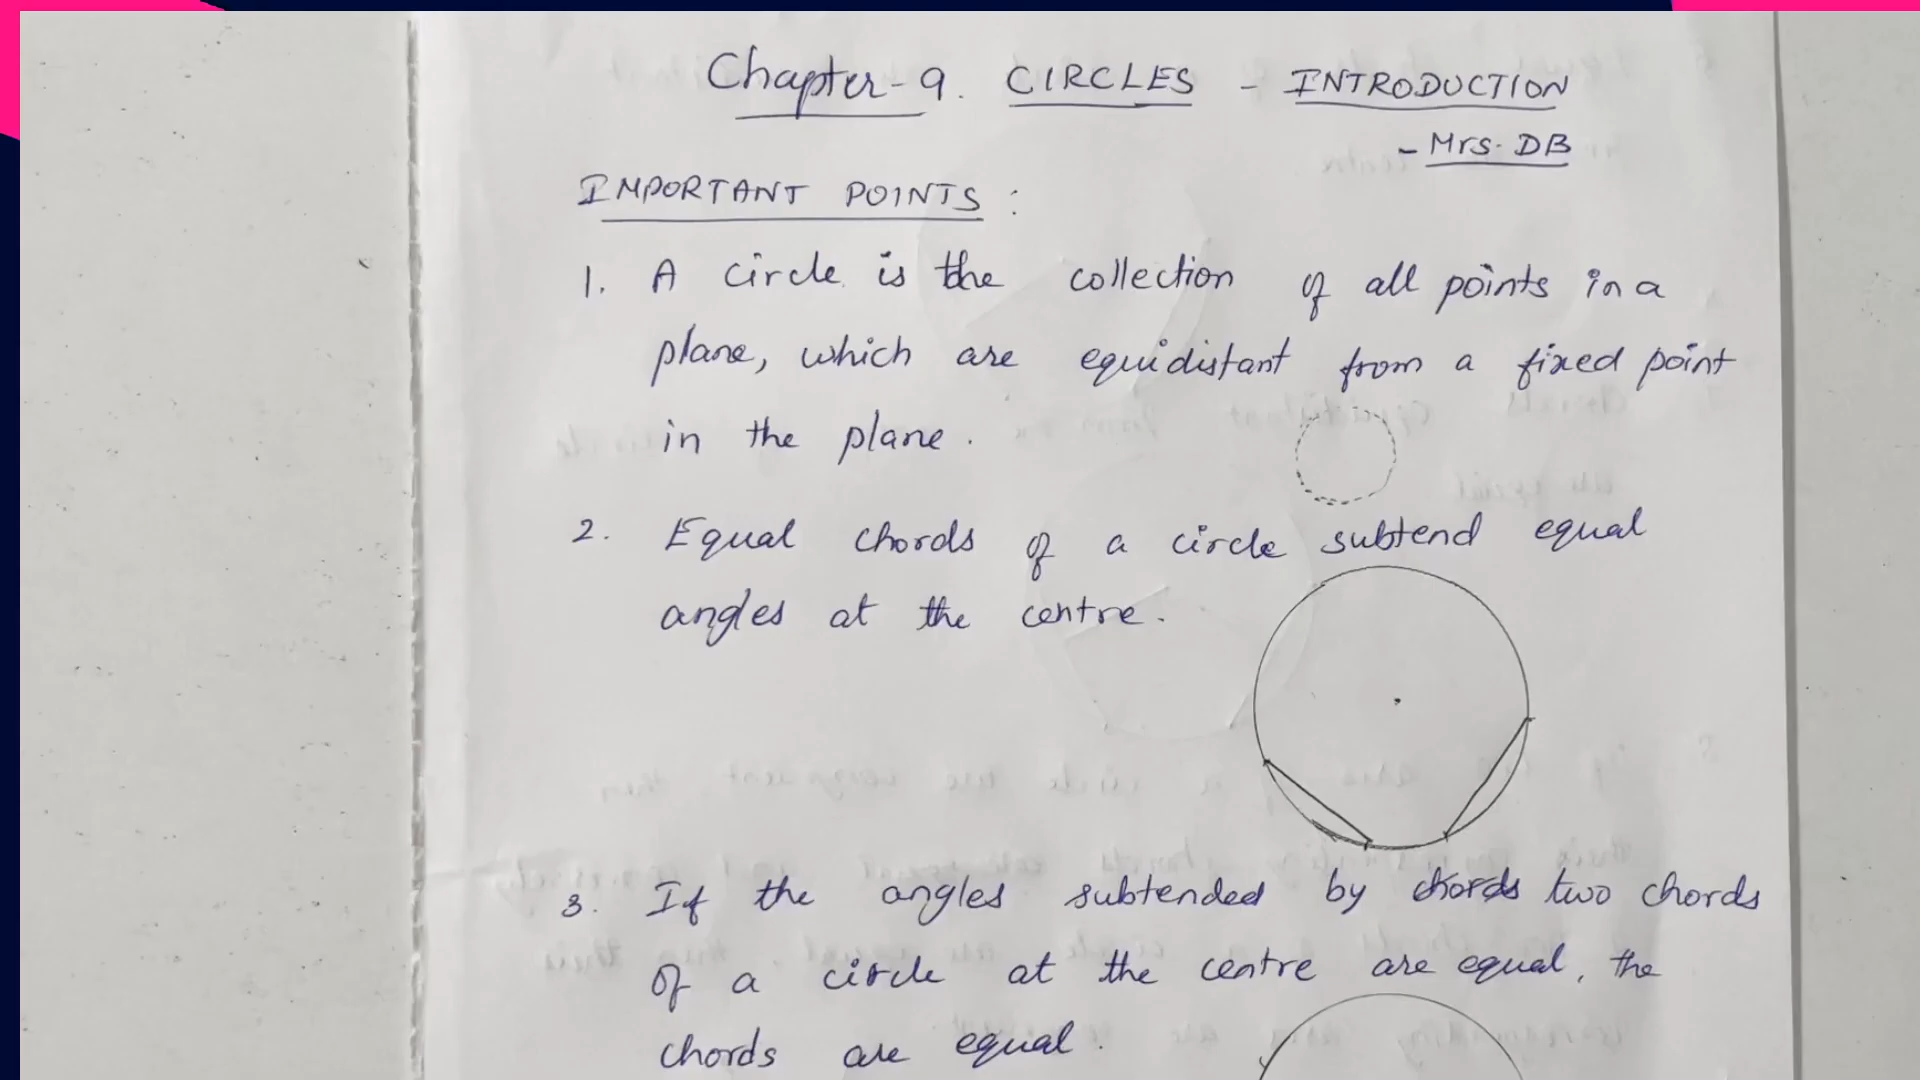 Chapter-9. CIRCLES - INTRODUCTION
- Mrs. DB
IMPORTANT POINTS :
1. A circle is the collection of all points in a
plane, which are equidistant from a fixed point
in the plane.
2. Equal chords of a circle subtend equal
angles at the centre.
3. If the angles subtended by chords two chords
of a circle at the centre are equal, the
chords are equal.